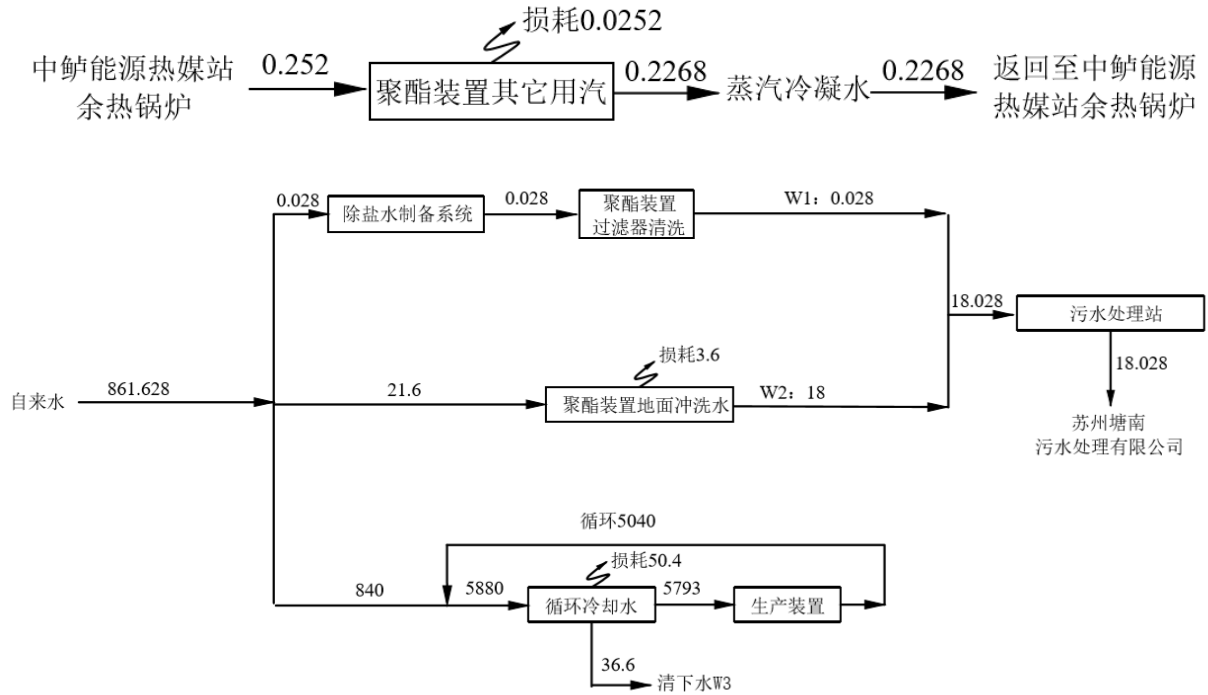 损耗0.0252
中鲈能源热媒站
余热锅炉
0.252
聚酯装置其它用汽
0.2268
蒸汽冷凝水
0.2268
返回至中鲈能源
热媒站余热锅炉
0.028
除盐水制备系统
0.028
聚酯装置
过滤器清洗
W1：0.028
18.028
污水处理站
18.028
苏州塘南
污水处理有限公司
自来水
861.628
21.6
损耗3.6
聚酯装置地面冲洗水
W2：18
循环5040
840
5880
损耗50.4
循环冷却水
5793
生产装置
36.6
清下水W3